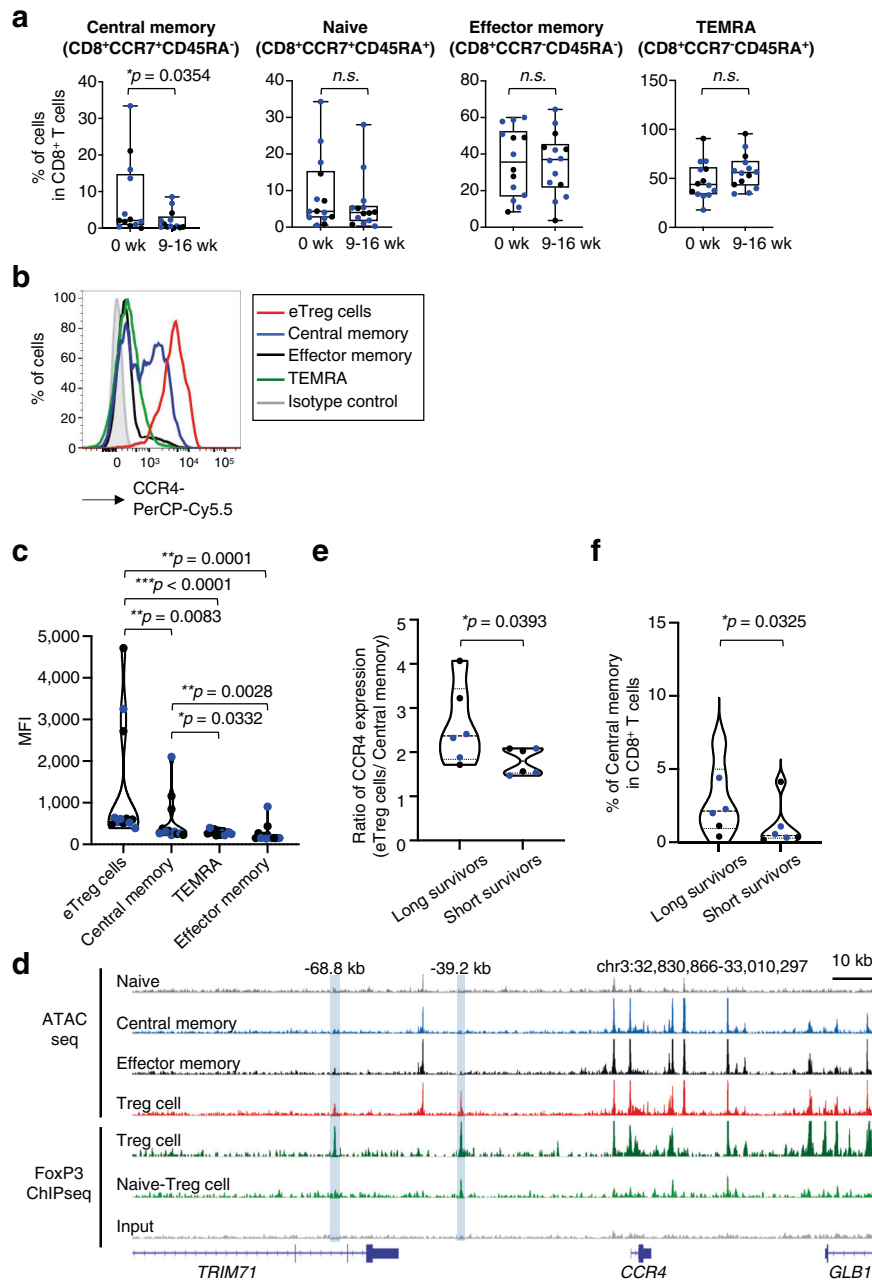 a
Central memory
(CD8+CCR7+CD45RA-)
Naive
(CD8+CCR7+CD45RA+)
Effector memory
(CD8+CCR7-CD45RA-)
TEMRA
(CD8+CCR7-CD45RA+)
% of cells
in CD8+ T cells
*p = 0.0354
40
30
20
10
0
0 wk
9-16 wk
n.s.
40
30
20
10
0
0 wk
9-16 wk
n.s.
80
60
40
20
0
0 wk
9-16 wk
n.s.
150
100
50
0
0 wk
9-16 wk
b
% of cells
100
80
60
40
20
0
0
10³
10⁴
10⁵
CCR4-
PerCP-Cy5.5
eTreg cells
Central memory
Effector memory
TEMRA
Isotype control
c
**p = 0.0001
***p < 0.0001
**p = 0.0083
**p = 0.0028
*p = 0.0332
MFI
5,000
4,000
3,000
2,000
1,000
0
eTreg cells
Central memory
TEMRA
Effector memory
e
*p = 0.0393
Ratio of CCR4 expression
(eTreg cells/ Central memory)
5
4
3
2
1
0
Long survivors
Short survivors
f
*p = 0.0325
% of Central memory
in CD8+ T cells
15
10
5
0
Long survivors
Short survivors
d
-68.8 kb
-39.2 kb
chr3:32,830,866-33,010,297
10 kb
ATAC
seq
Naive
Central memory
Effector memory
Treg cell
FoxP3
ChIPseq
Treg cell
Naive-Treg cell
Input
TRIM71
CCR4
GLB1